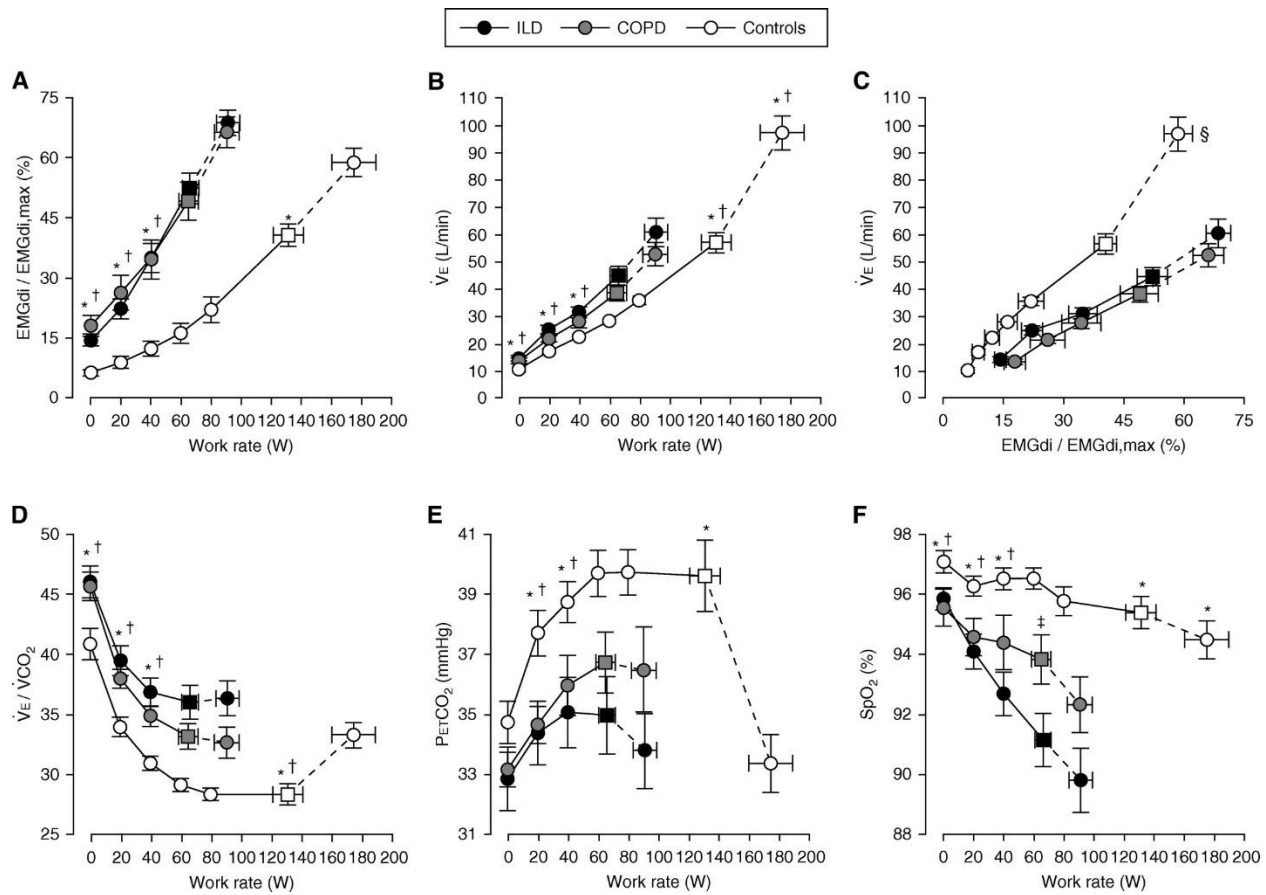 ILD COPD Controls
A
75
60
45
30
15
0
EMGdi / EMGdi,max (%)
* †
* †
* †
*
0 20 40 60 80 100 120 140 160 180 200
Work rate (W)
B
100
90
80
70
60
50
40
30
20
10
0
V̇E (L/min)
* †
* †
* †
* †
* †
0 20 40 60 80 100 120 140 160 180 200
Work rate (W)
C
100
90
80
70
60
50
40
30
20
10
0
V̇E (L/min)
§
0 15 30 45 60 75
EMGdi / EMGdi,max (%)
D
50
45
40
35
30
25
V̇E / V̇CO2
* †
* †
* †
* †
0 20 40 60 80 100 120 140 160 180 200
Work rate (W)
E
41
39
37
35
33
31
PETCO2 (mmHg)
* †
* †
*
0 20 40 60 80 100 120 140 160 180 200
Work rate (W)
F
98
96
94
92
90
88
SpO2 (%)
* †
* †
* †
‡
*
*
0 20 40 60 80 100 120 140 160 180 200
Work rate (W)